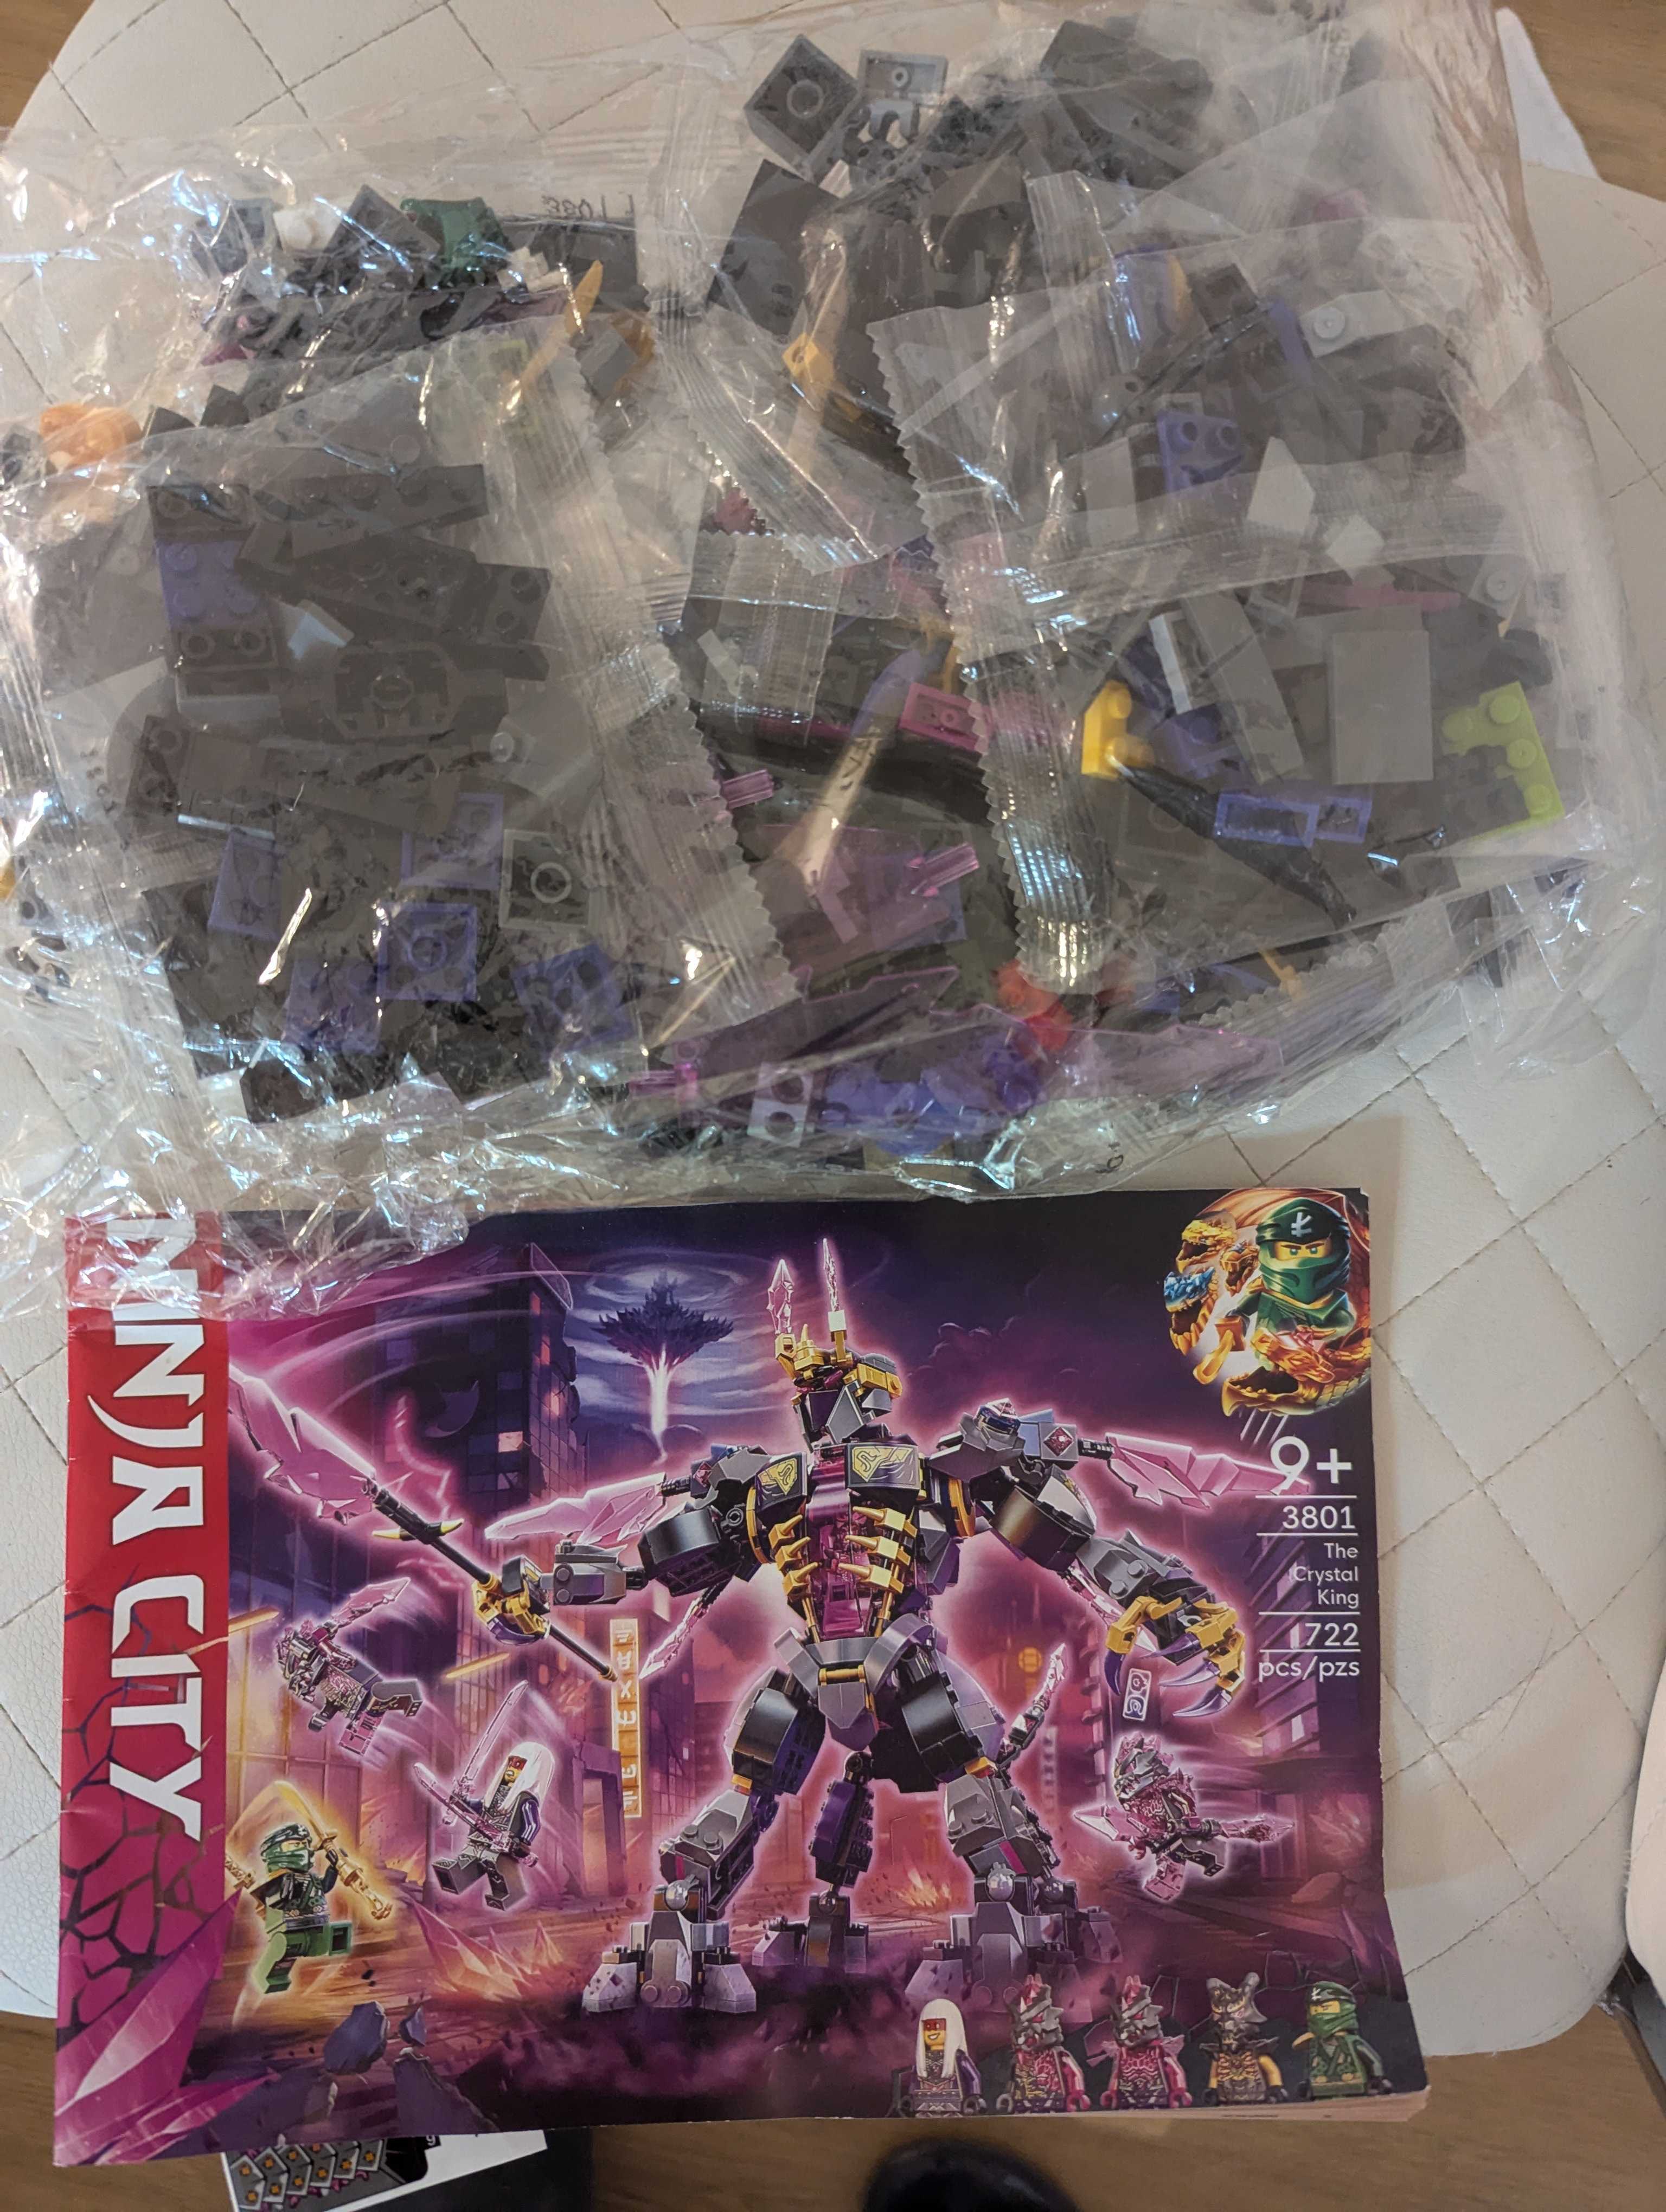 NINJA CITY
9+
3801
The
Crystal
King
722
pcs/pzs